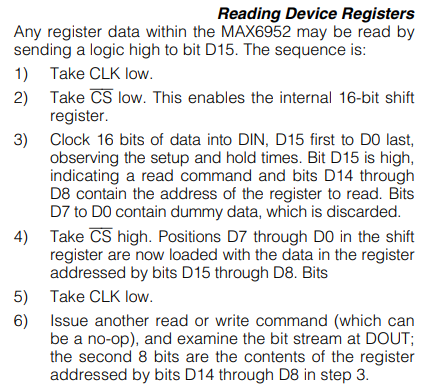 Reading Device Registers
Any register data within the MAX6952 may be read by
sending a logic high to bit D15. The sequence is:
1) Take CLK low.
2) Take C̅S̅ low. This enables the internal 16-bit shift
register.
3) Clock 16 bits of data into DIN, D15 first to D0 last,
observing the setup and hold times. Bit D15 is high,
indicating a read command and bits D14 through
D8 contain the address of the register to read. Bits
D7 to D0 contain dummy data, which is discarded.
4) Take C̅S̅ high. Positions D7 through D0 in the shift
register are now loaded with the data in the register
addressed by bits D15 through D8. Bits
5) Take CLK low.
6) Issue another read or write command (which can
be a no-op), and examine the bit stream at DOUT;
the second 8 bits are the contents of the register
addressed by bits D14 through D8 in step 3.